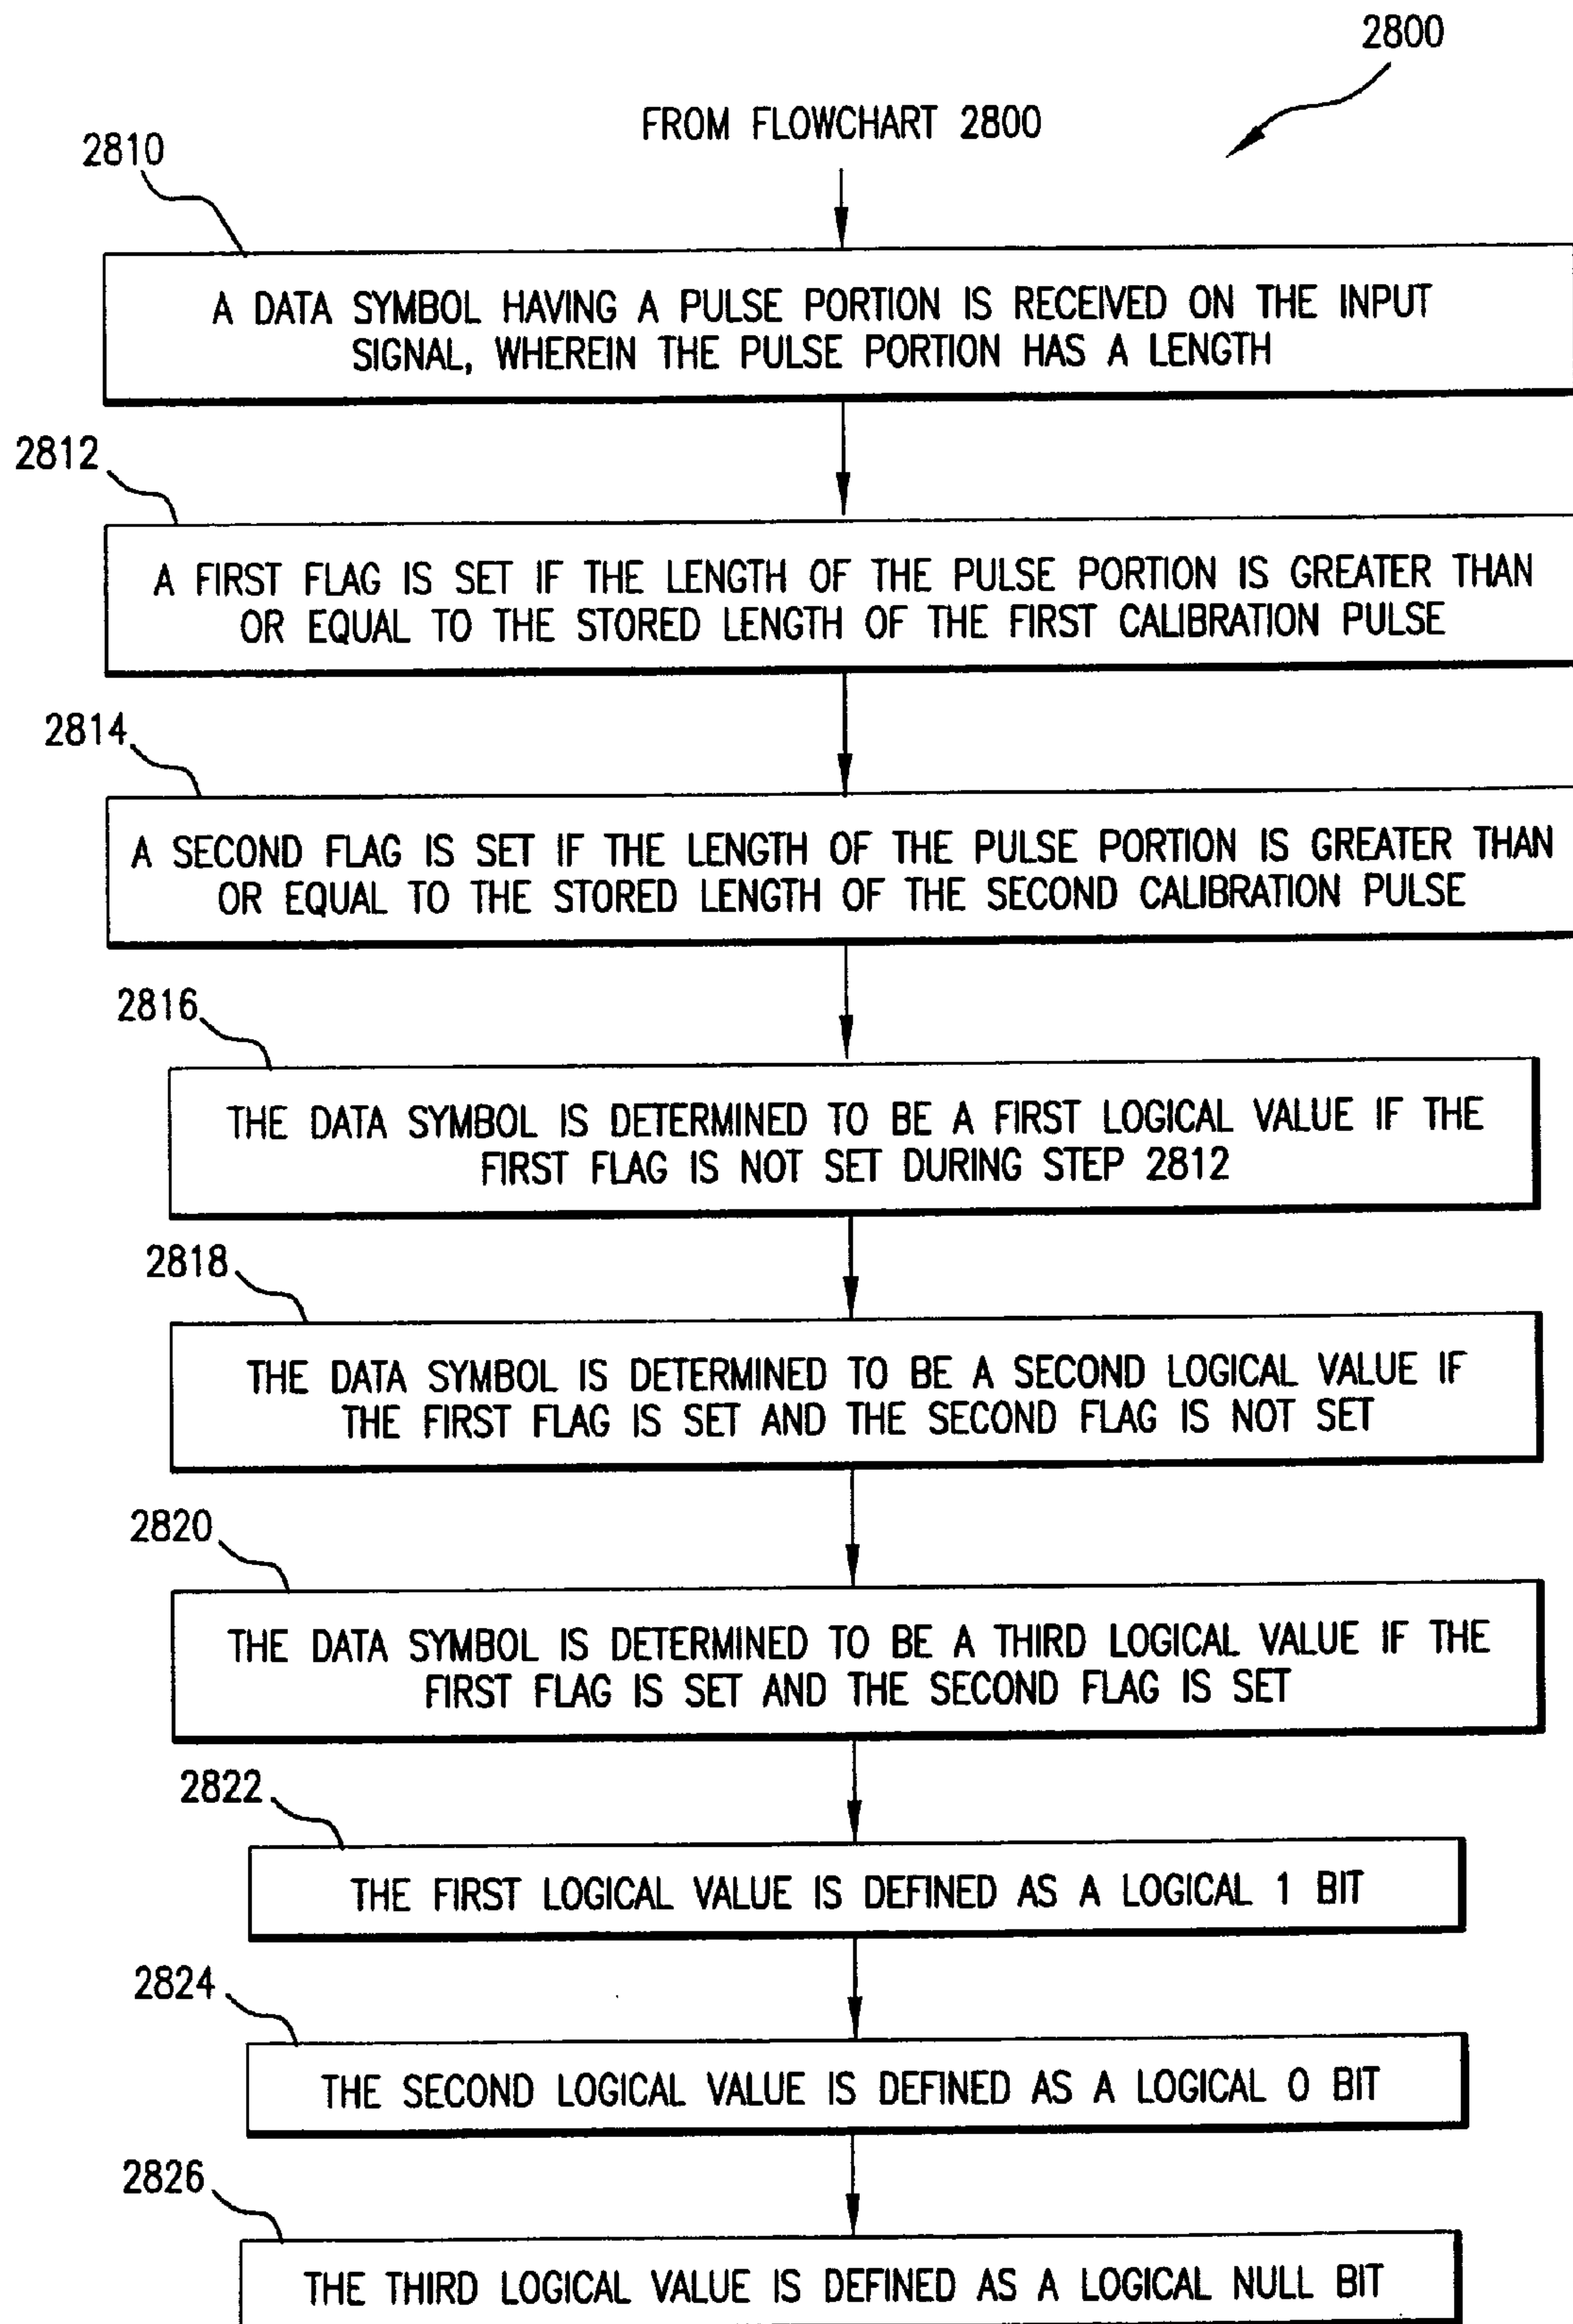 2800
FROM FLOWCHART 2800
2810
A DATA SYMBOL HAVING A PULSE PORTION IS RECEIVED ON THE INPUT
SIGNAL, WHEREIN THE PULSE PORTION HAS A LENGTH
2812
A FIRST FLAG IS SET IF THE LENGTH OF THE PULSE PORTION IS GREATER THAN
OR EQUAL TO THE STORED LENGTH OF THE FIRST CALIBRATION PULSE
2814
A SECOND FLAG IS SET IF THE LENGTH OF THE PULSE PORTION IS GREATER THAN
OR EQUAL TO THE STORED LENGTH OF THE SECOND CALIBRATION PULSE
2816
THE DATA SYMBOL IS DETERMINED TO BE A FIRST LOGICAL VALUE IF THE
FIRST FLAG IS NOT SET DURING STEP 2812
2818
THE DATA SYMBOL IS DETERMINED TO BE A SECOND LOGICAL VALUE IF
THE FIRST FLAG IS SET AND THE SECOND FLAG IS NOT SET
2820
THE DATA SYMBOL IS DETERMINED TO BE A THIRD LOGICAL VALUE IF THE
FIRST FLAG IS SET AND THE SECOND FLAG IS SET
2822
THE FIRST LOGICAL VALUE IS DEFINED AS A LOGICAL 1 BIT
2824
THE SECOND LOGICAL VALUE IS DEFINED AS A LOGICAL 0 BIT
2826
THE THIRD LOGICAL VALUE IS DEFINED AS A LOGICAL NULL BIT